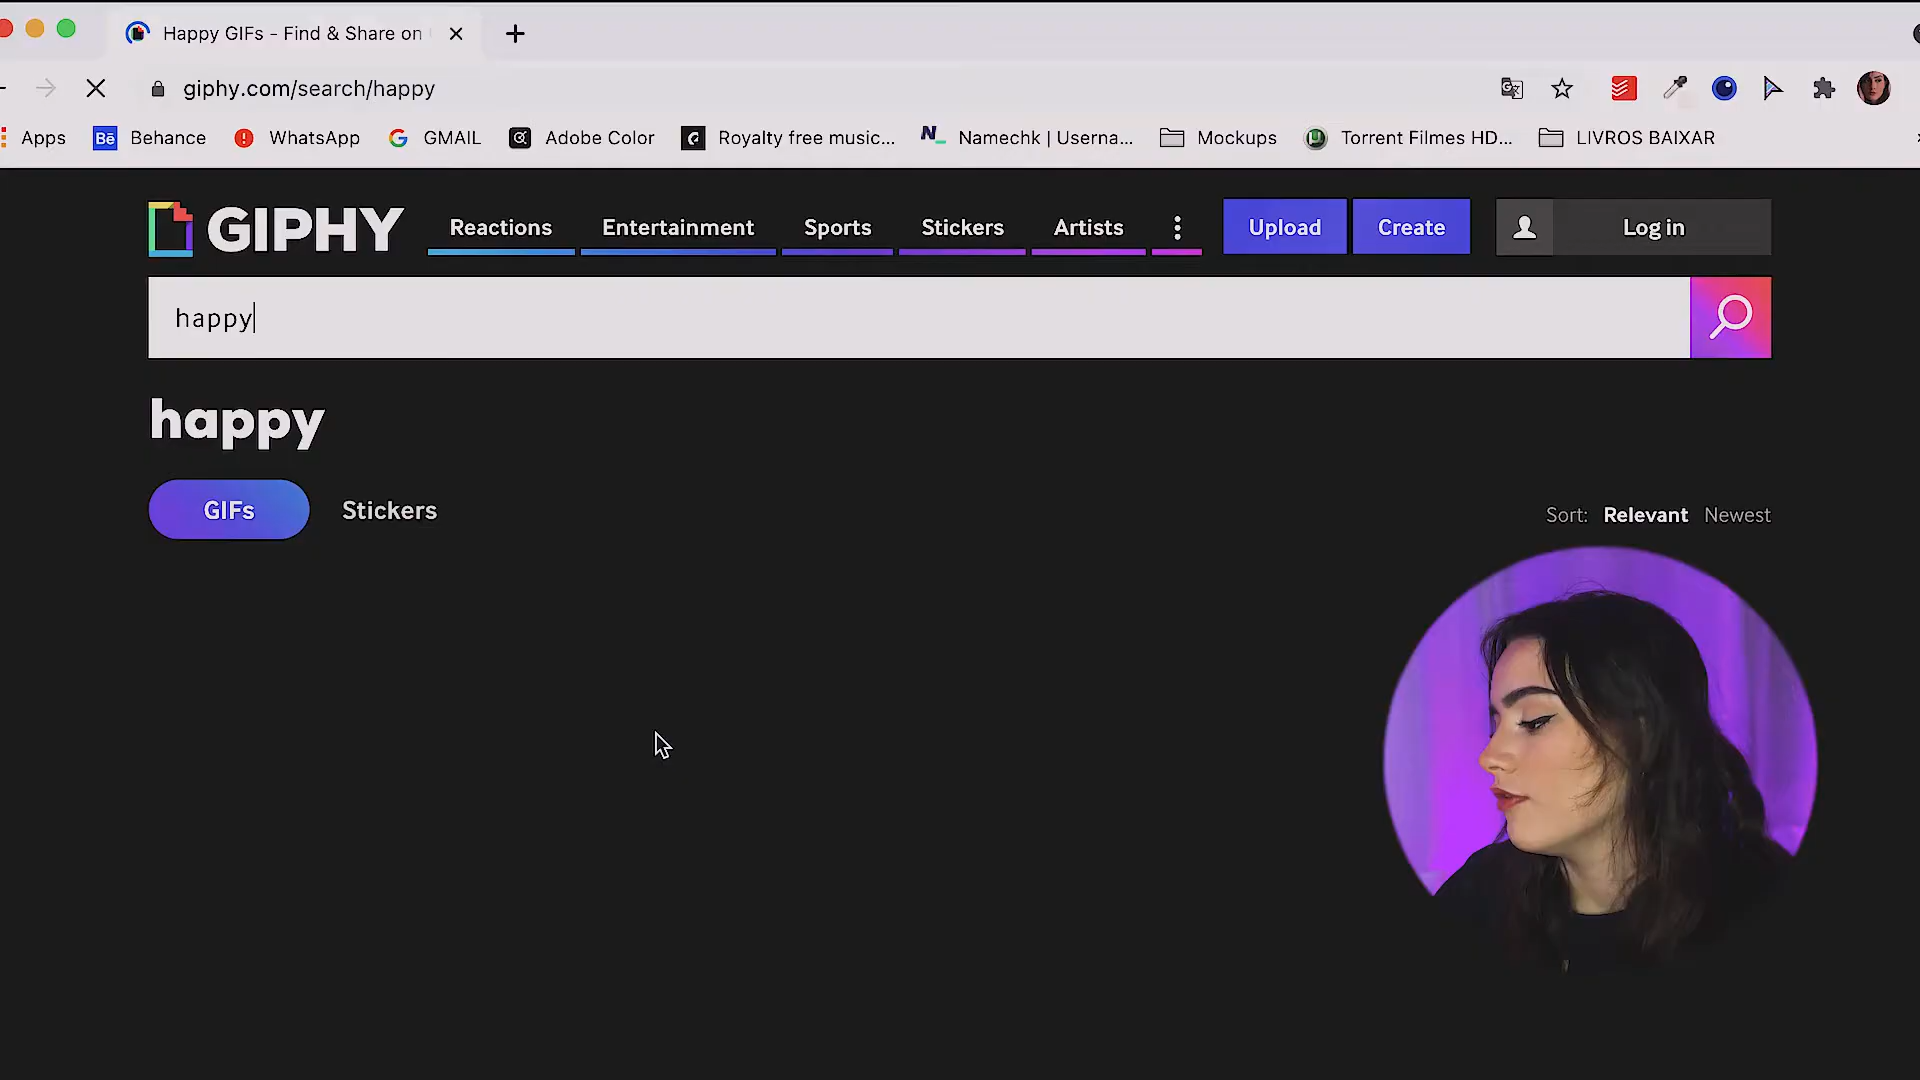 Happy GIFs - Find & Share on
giphy.com/search/happy
Apps Behance WhatsApp GMAIL Adobe Color Royalty free music... Namechk | Userna... Mockups Torrent Filmes HD... LIVROS BAIXAR
GIPHY Reactions Entertainment Sports Stickers Artists Upload Create Log in
happy
happy
GIFs Stickers
Sort: Relevant Newest